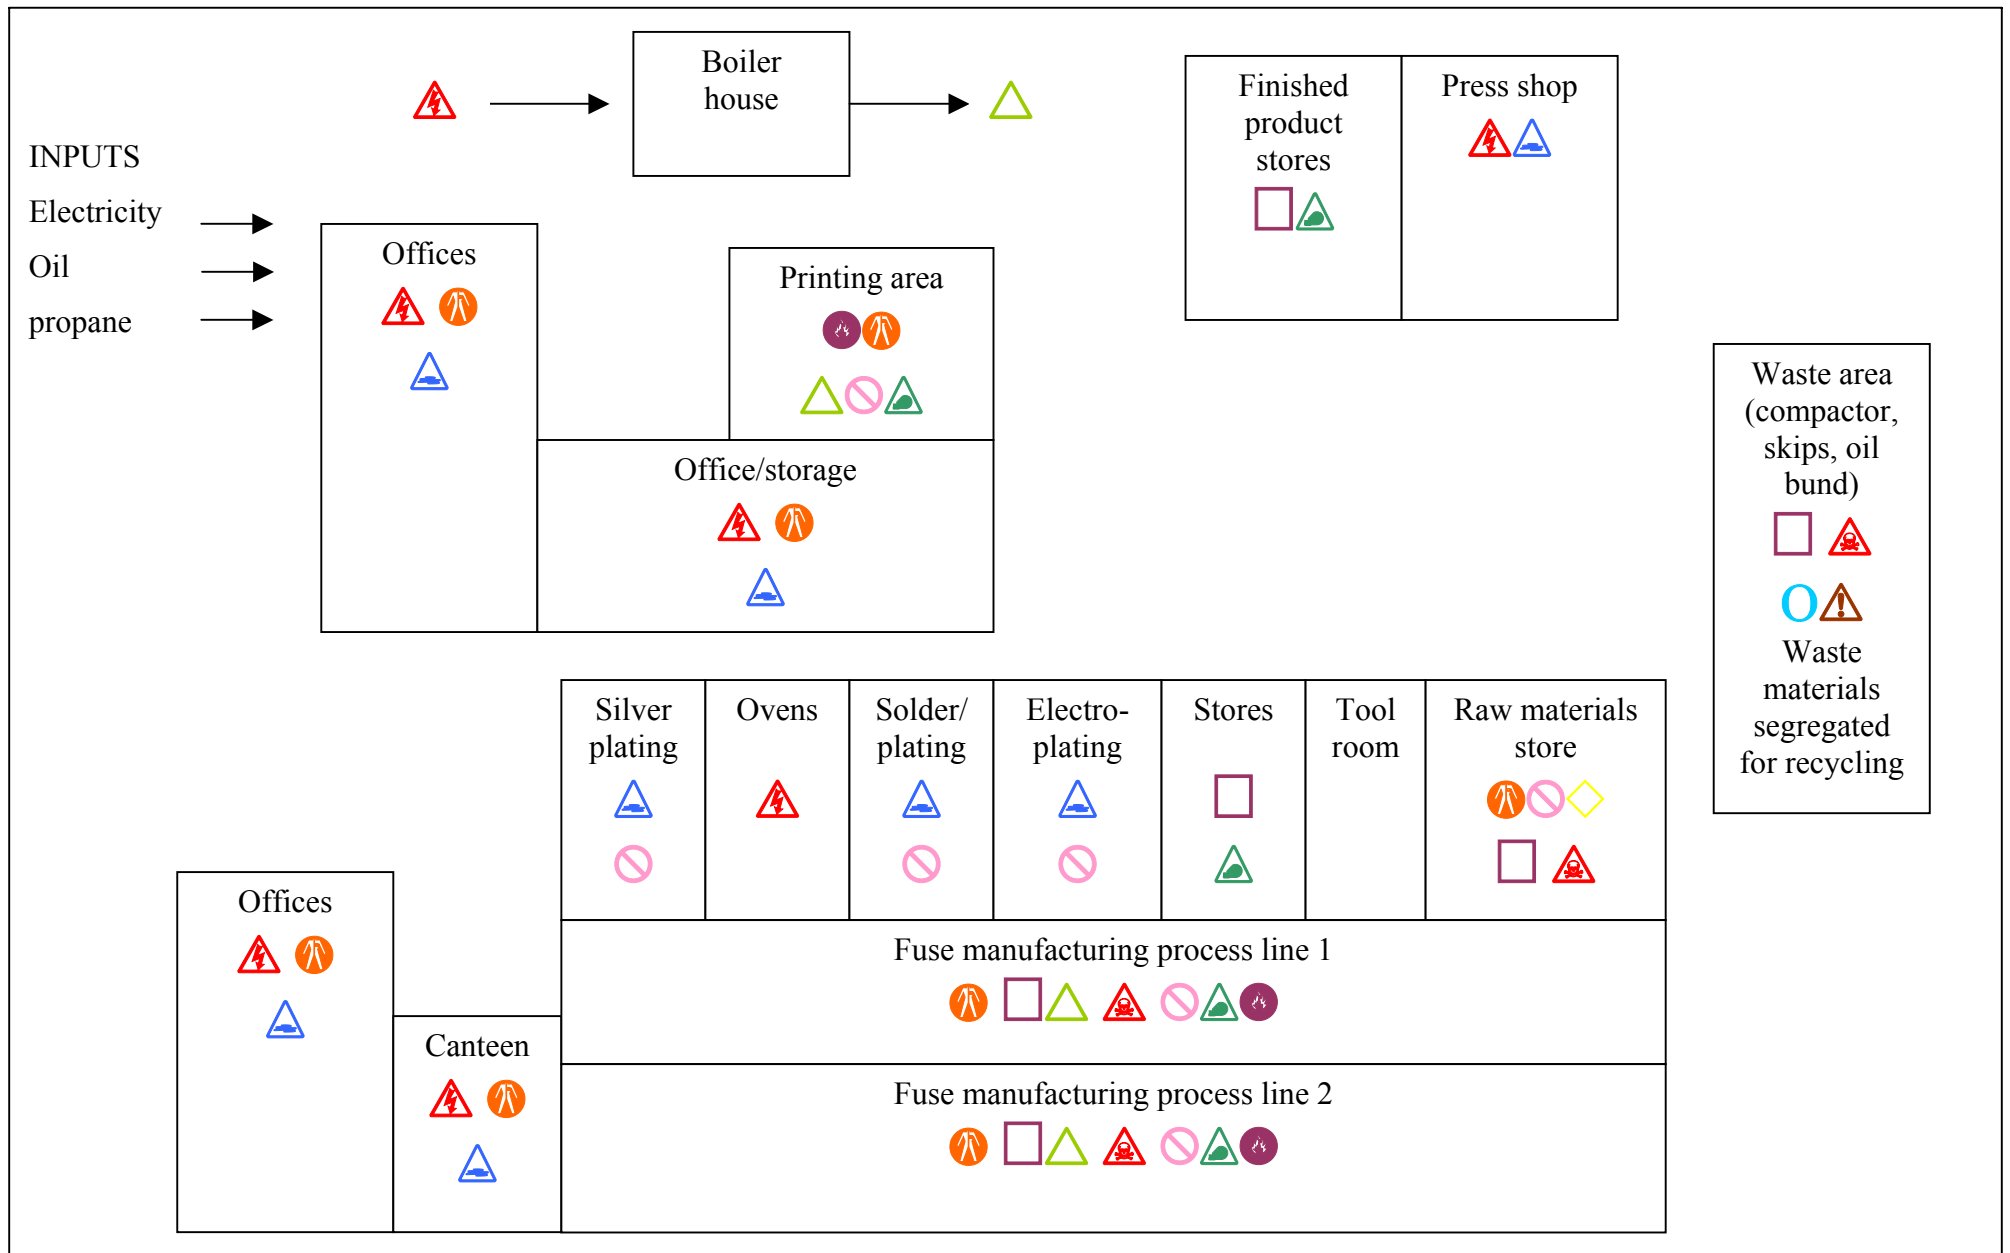 Boiler
house
Finished
product
stores
Press shop
INPUTS
Electricity
Oil
propane
Offices
Printing area
Office/storage
Waste area
(compactor,
skips, oil
bund)
O
Waste
materials
segregated
for recycling
Silver
plating
Ovens
Solder/
plating
Electro-
plating
Stores
Tool
room
Raw materials
store
Offices
Canteen
Fuse manufacturing process line 1
Fuse manufacturing process line 2